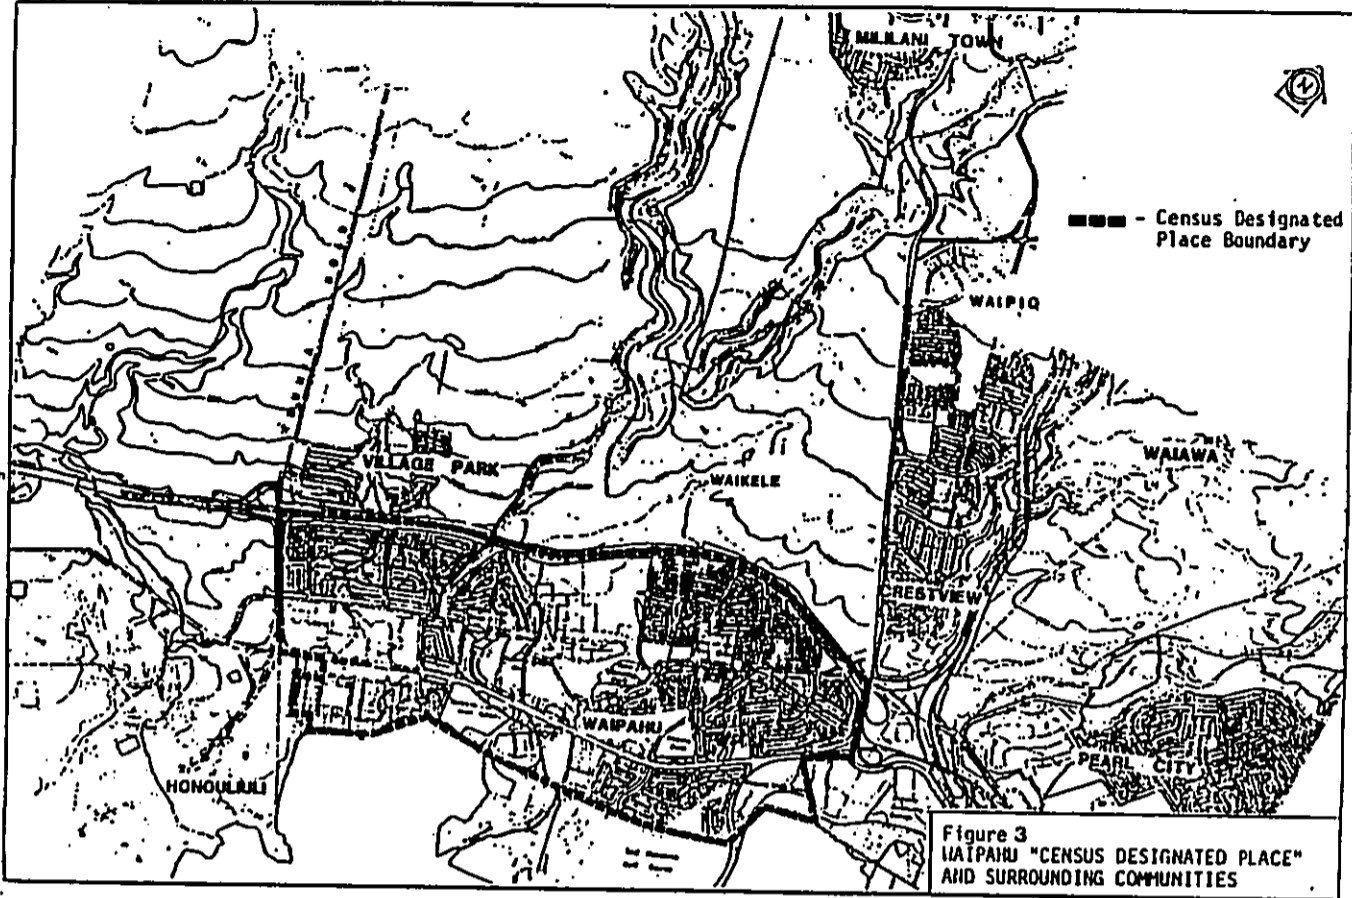 MILILANI TOWN
N
- Census Designated
Place Boundary
WAIPIO
VILLAGE PARK
WAIKELE
WAIAWA
CRESTVIEW
WAIPAHU
PEARL CITY
HONOULIULI
Figure 3
WAIPAHU "CENSUS DESIGNATED PLACE"
AND SURROUNDING COMMUNITIES